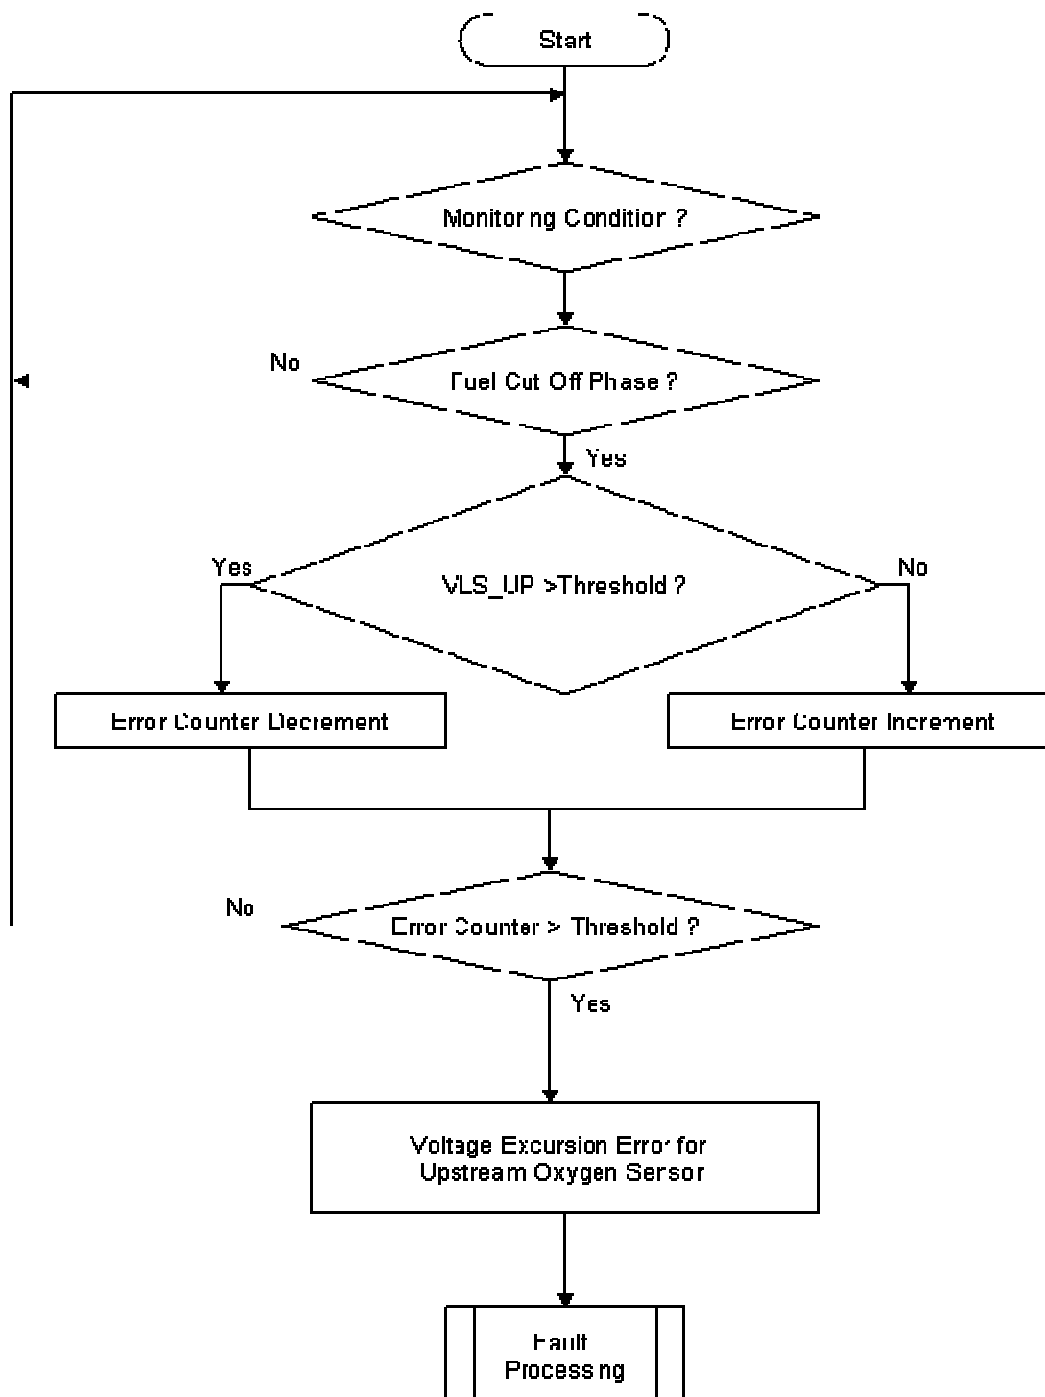 Start
Monitoring Condition ?
No
Fuel Cut Off Phase ?
Yes
Yes
VLS_UP >Threshold ?
No
Error Counter Decrement
Error Counter Increment
No
Error Counter > Threshold ?
Yes
Voltage Excursion Error for
Upstream Oxygen Sensor
Fault
Processing